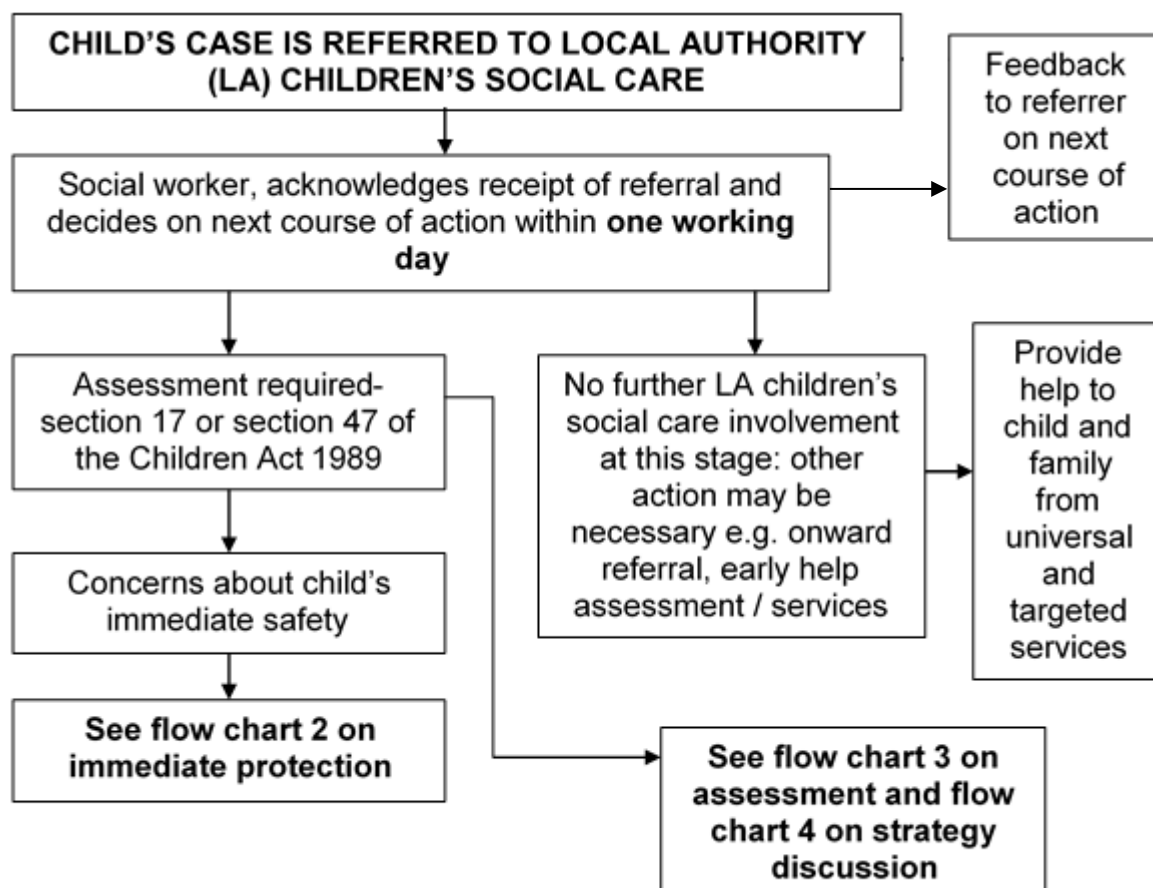 CHILD'S CASE IS REFERRED TO LOCAL AUTHORITY
(LA) CHILDREN'S SOCIAL CARE
Feedback
to referrer
on next
course of
action
Social worker, acknowledges receipt of referral and
decides on next course of action within one working
day
Assessment required-
section 17 or section 47 of
the Children Act 1989
No further LA children's
social care involvement
at this stage: other
action may be
necessary e.g. onward
referral, early help
assessment / services
Provide
help to
child and
family
from
universal
and
targeted
services
Concerns about child's
immediate safety
See flow chart 2 on
immediate protection
See flow chart 3 on
assessment and flow
chart 4 on strategy
discussion